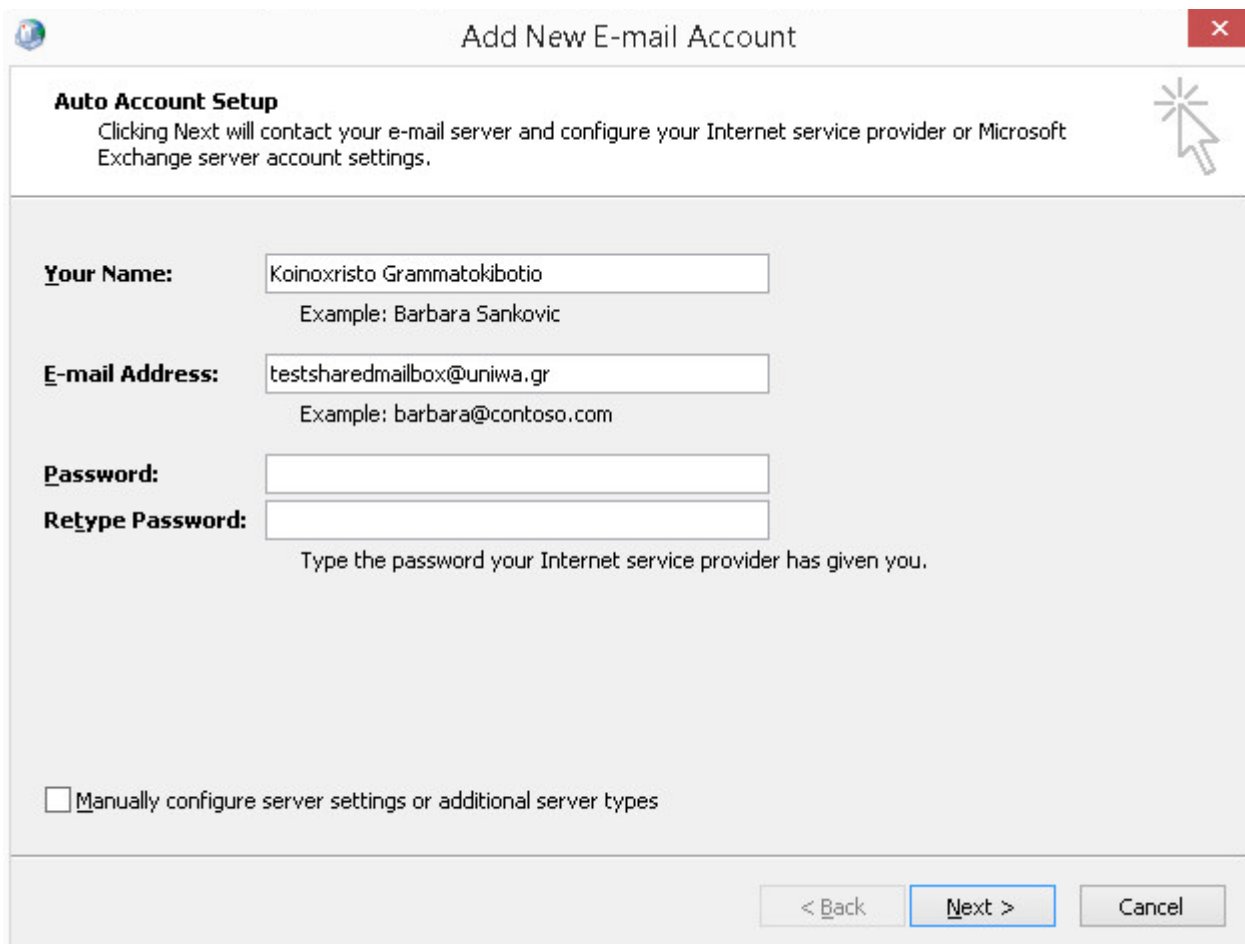 Add New E-mail Account
Auto Account Setup
Clicking Next will contact your e-mail server and configure your Internet service provider or Microsoft
Exchange server account settings.
Your Name: Koinoxristo Grammatokibotio
Example: Barbara Sankovic
E-mail Address: testsharedmailbox@uniwa.gr
Example: barbara@contoso.com
Password:
Retype Password:
Type the password your Internet service provider has given you.
Manually configure server settings or additional server types
< Back Next > Cancel